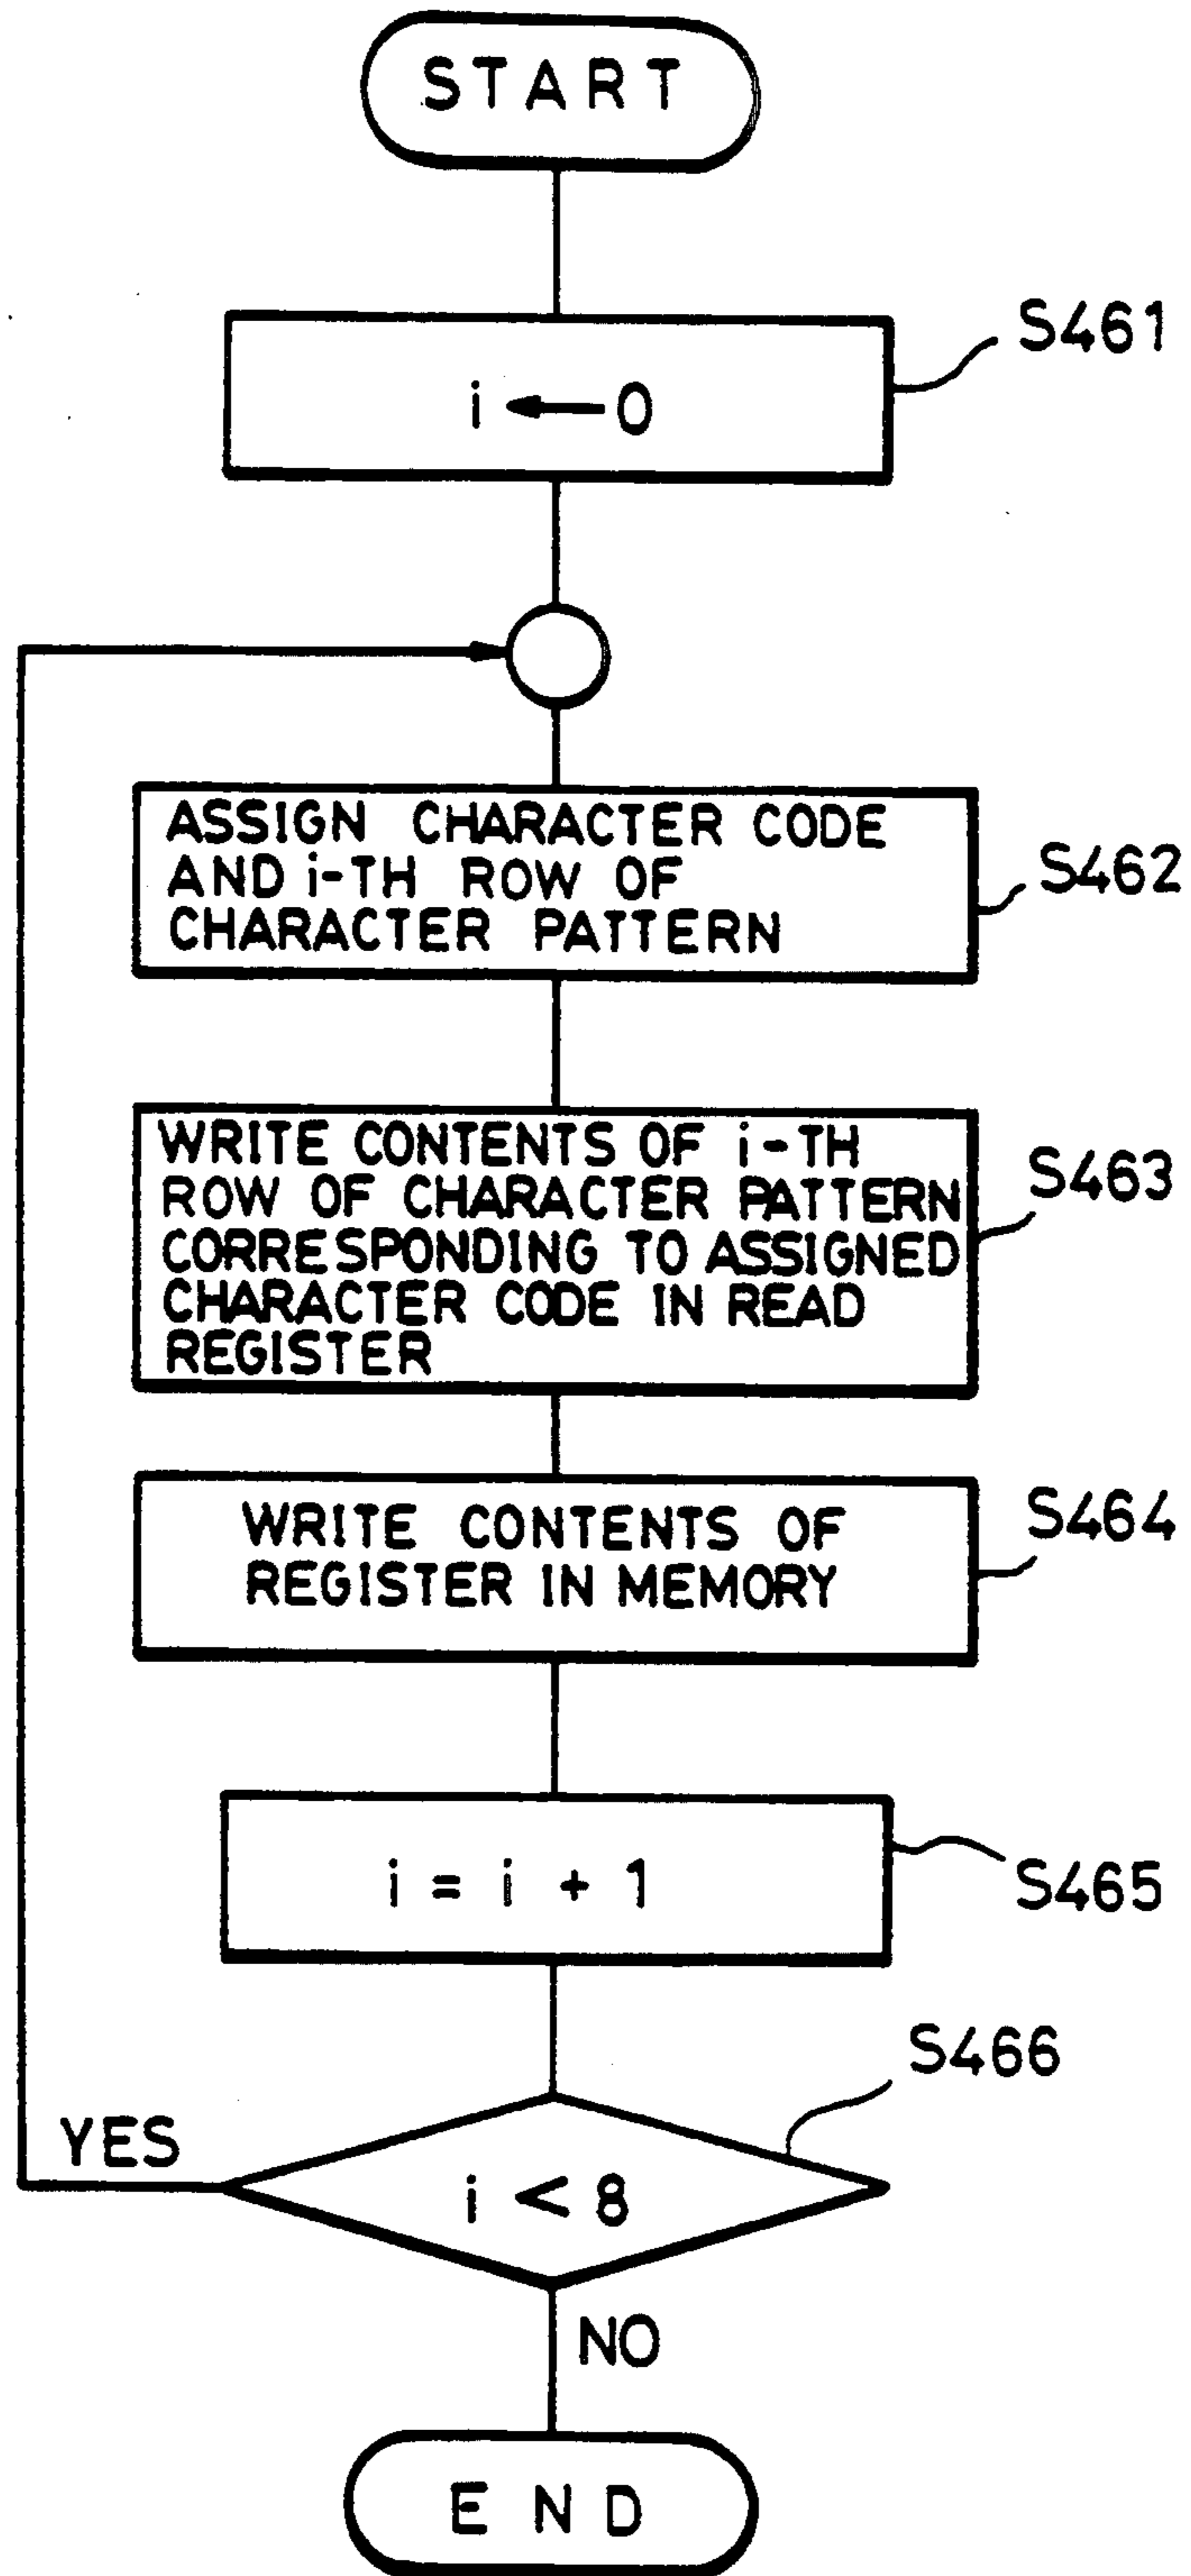 START
S461
i ← 0
ASSIGN CHARACTER CODE
AND i-TH ROW OF
CHARACTER PATTERN
S462
WRITE CONTENTS OF i-TH
ROW OF CHARACTER PATTERN
CORRESPONDING TO ASSIGNED
CHARACTER CODE IN READ
REGISTER
S463
WRITE CONTENTS OF
REGISTER IN MEMORY
S464
i = i + 1
S465
S466
YES
i < 8
NO
END